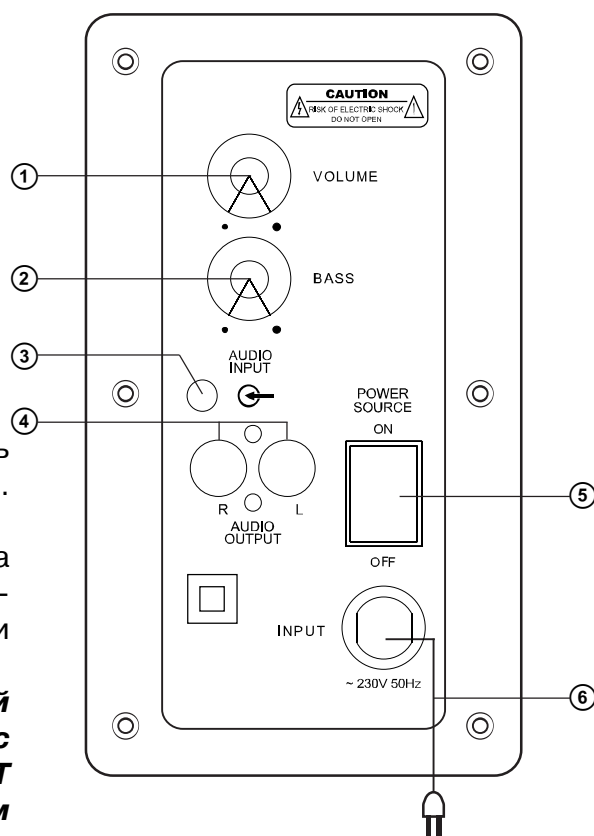 CAUTION
RISK OF ELECTRIC SHOCK
DO NOT OPEN
1
VOLUME
2
BASS
3
AUDIO
INPUT
POWER
SOURCE
ON
4
R
L
AUDIO
OUTPUT
5
OFF
INPUT
~ 230V 50Hz
6
ь
.
а
–
и
й
с
Т
и